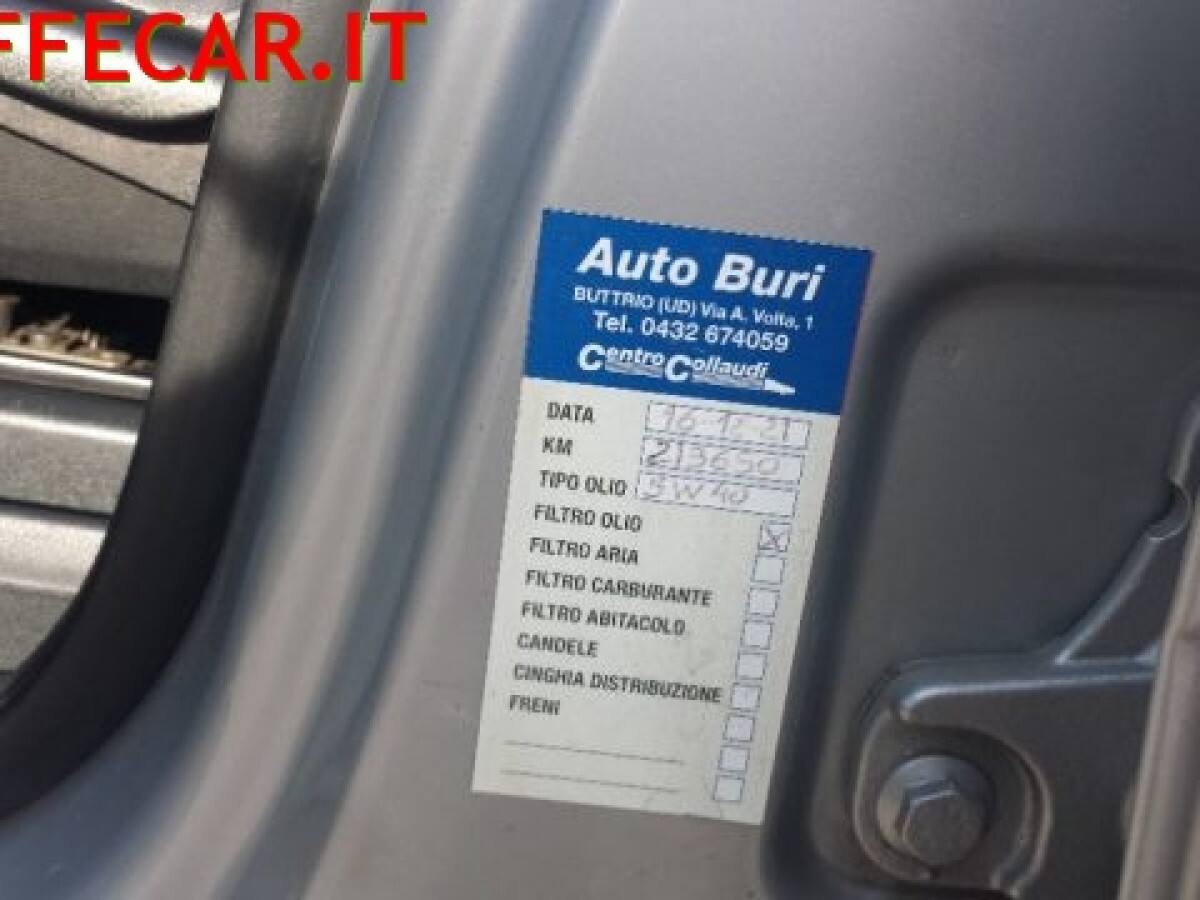 FFECAR.IT
Auto Buri
BUTTRIO (UD) Via A. Volta, 1
Tel. 0432 674059
Centro Collaudi
DATA 16-12-21
KM 213650
TIPO OLIO 5W40
FILTRO OLIO X
FILTRO ARIA
FILTRO CARBURANTE
FILTRO ABITACOLO
CANDELE
CINGHIA DISTRIBUZIONE
FRENI